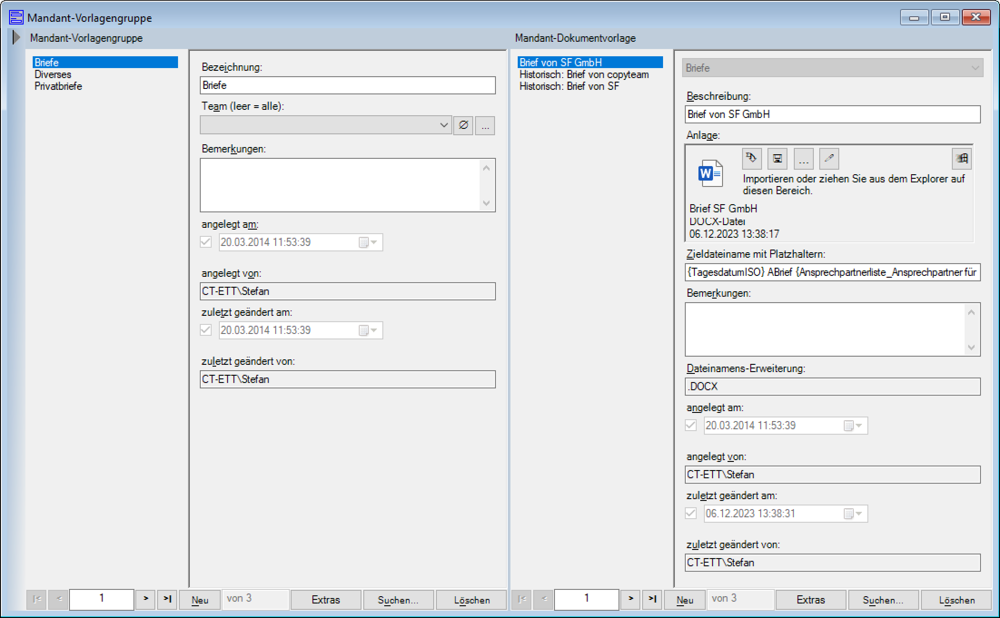 Mandant-Vorlagengruppe
Mandant-Vorlagengruppe
Briefe
Diverses
Privatbriefe
Bezeichnung:
Briefe
Team (leer = alle):
...
Bemerkungen:
angelegt am:
20.03.2014 11:53:39
angelegt von:
CT-ETT\Stefan
zuletzt geändert am:
20.03.2014 11:53:39
zuletzt geändert von:
CT-ETT\Stefan
|< < 1 > >| Neu von 3 Extras Suchen... Löschen
Mandant-Dokumentvorlage
Brief von SF GmbH
Historisch: Brief von copyteam
Historisch: Brief von SF
Briefe
Beschreibung:
Brief von SF GmbH
Anlage:
...
W
Importieren oder ziehen Sie aus dem Explorer auf
diesen Bereich.
Brief SF GmbH
DOCX-Datei
06.12.2023 13:38:17
Zieldateiname mit Platzhaltern:
{TagesdatumISO} ABrief {Ansprechpartnerliste_Ansprechpartner für
Bemerkungen:
Dateinamens-Erweiterung:
.DOCX
angelegt am:
20.03.2014 11:53:39
angelegt von:
CT-ETT\Stefan
zuletzt geändert am:
06.12.2023 13:38:31
zuletzt geändert von:
CT-ETT\Stefan
|< < 1 > >| Neu von 3 Extras Suchen... Löschen